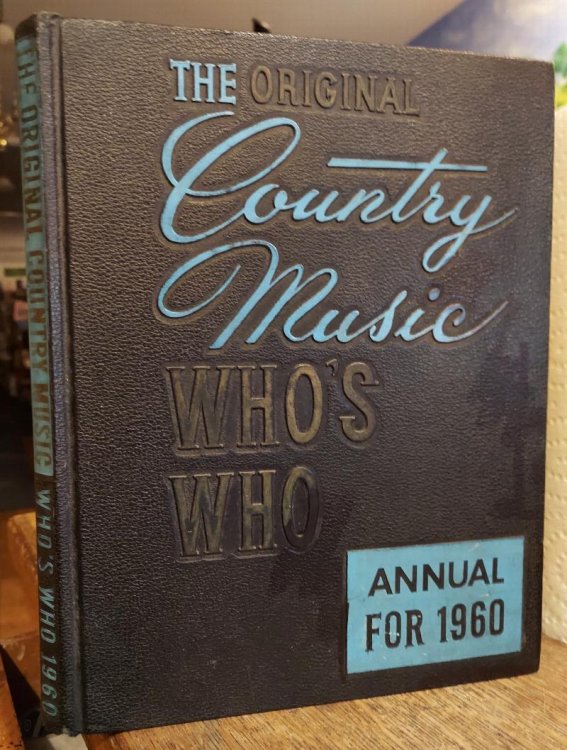 THE ORIGINAL
Country
Music
WHO'S
WHO
ANNUAL
FOR 1960
THE ORIGINAL COUNTRY MUSIC WHO'S WHO 1960